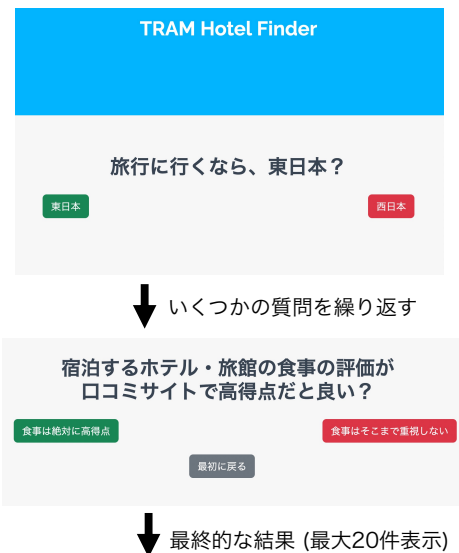 TRAM Hotel Finder
旅行に行くなら、東日本？
東日本
西日本
いくつかの質問を繰り返す
宿泊するホテル・旅館の食事の評価が
口コミサイトで高得点だと良い？
食事は絶対に高得点
食事はそこまで重視しない
最初に戻る
最終的な結果 (最大20件表示)